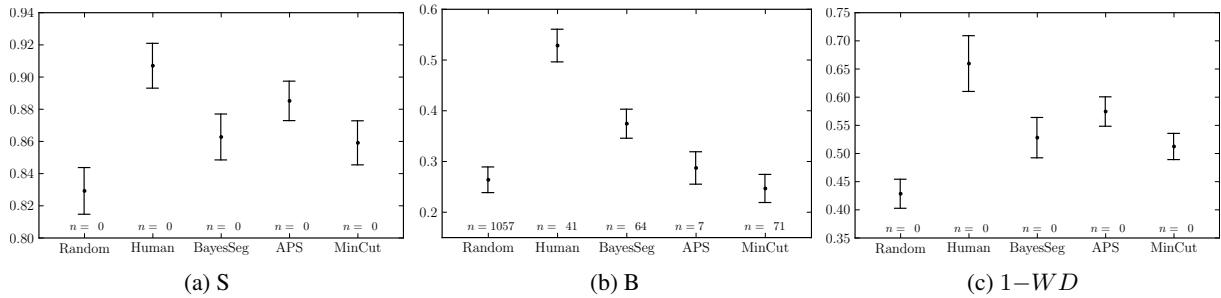 0.94
0.92
0.90
0.88
0.86
0.84
0.82
0.80
n = 0 n = 0 n = 0 n = 0 n = 0
Random Human BayesSeg APS MinCut
(a) S
0.6
0.5
0.4
0.3
0.2
n = 1057 n = 41 n = 64 n = 7 n = 71
Random Human BayesSeg APS MinCut
(b) B
0.75
0.70
0.65
0.60
0.55
0.50
0.45
0.40
0.35
n = 0 n = 0 n = 0 n = 0 n = 0
Random Human BayesSeg APS MinCut
(c) 1−WD